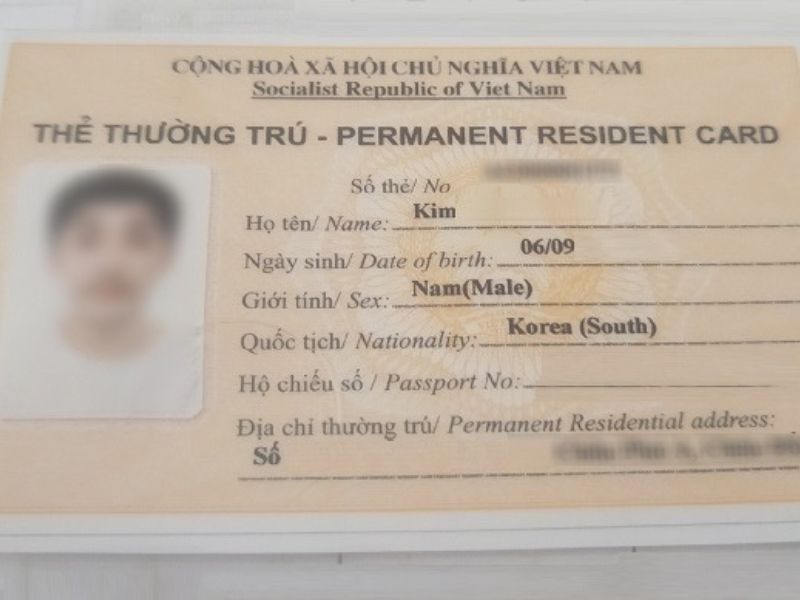 CỘNG HOÀ XÃ HỘI CHỦ NGHĨA VIỆT NAM
Socialist Republic of Viet Nam
THẺ THƯỜNG TRÚ - PERMANENT RESIDENT CARD
Số thẻ/ No
Họ tên/ Name: Kim
Ngày sinh/ Date of birth: 06/09
Giới tính/ Sex: Nam(Male)
Quốc tịch/ Nationality: Korea (South)
Hộ chiếu số / Passport No:
Địa chỉ thường trú/ Permanent Residential address:
Số